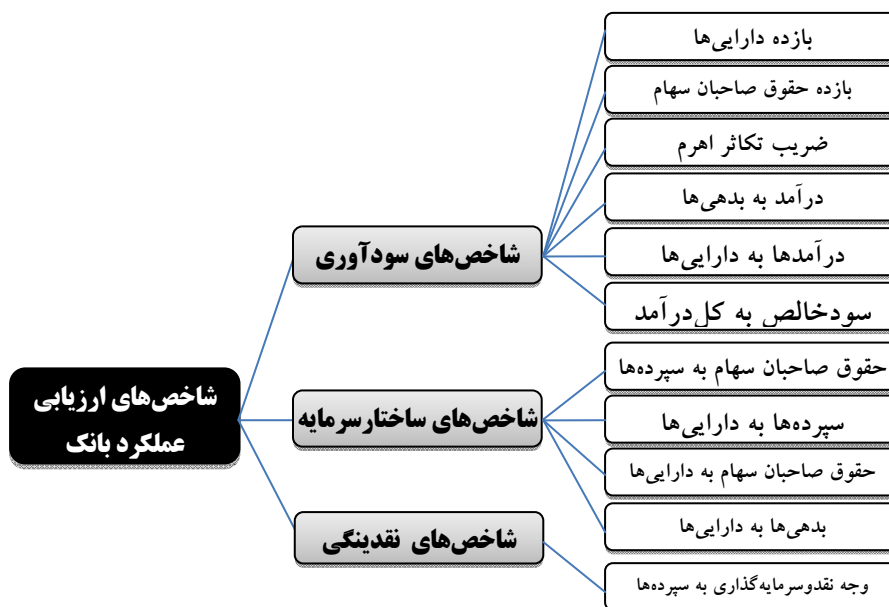 شاخص‌های ارزیابی
عملکرد بانک
شاخص‌های سودآوری
بازده دارایی‌ها
بازده حقوق صاحبان سهام
ضریب تکاثر اهرم
درآمد به بدهی‌ها
درآمدها به دارایی‌ها
سودخالص به کل‌درآمد
شاخص‌های ساختارسرمایه
حقوق صاحبان سهام به سپرده‌ها
سپرده‌ها به دارایی‌ها
حقوق صاحبان سهام به دارایی‌ها
بدهی‌ها به دارایی‌ها
شاخص‌های نقدینگی
وجه نقدوسرمایه‌گذاری به سپرده‌ها